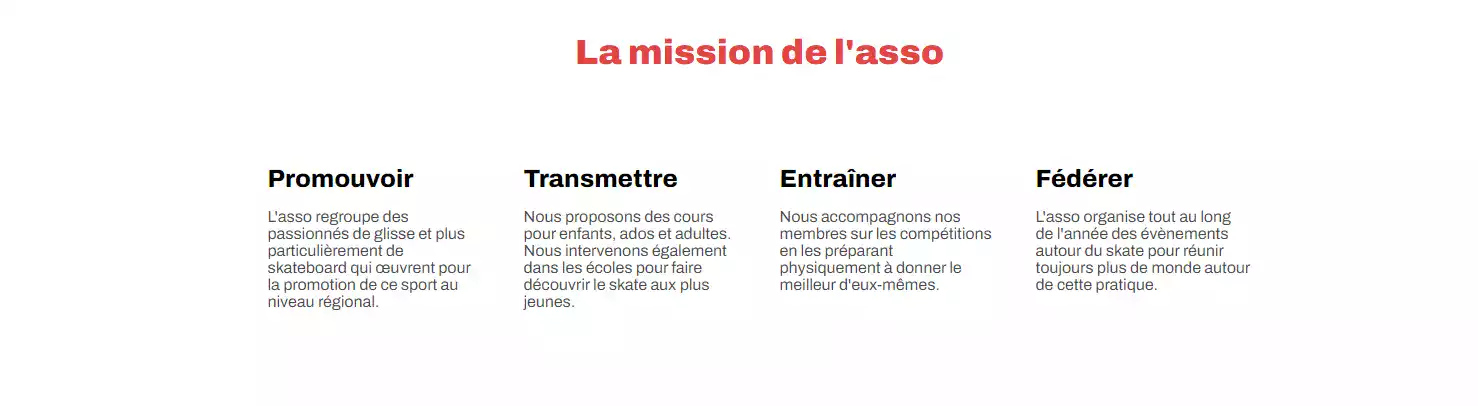 La mission de l'asso
Promouvoir
L'asso regroupe des
passionnés de glisse et plus
particulièrement de
skateboard qui œuvrent pour
la promotion de ce sport au
niveau régional.
Transmettre
Nous proposons des cours
pour enfants, ados et adultes.
Nous intervenons également
dans les écoles pour faire
découvrir le skate aux plus
jeunes.
Entraîner
Nous accompagnons nos
membres sur les compétitions
en les préparant
physiquement à donner le
meilleur d'eux-mêmes.
Fédérer
L'asso organise tout au long
de l'année des évènements
autour du skate pour réunir
toujours plus de monde autour
de cette pratique.